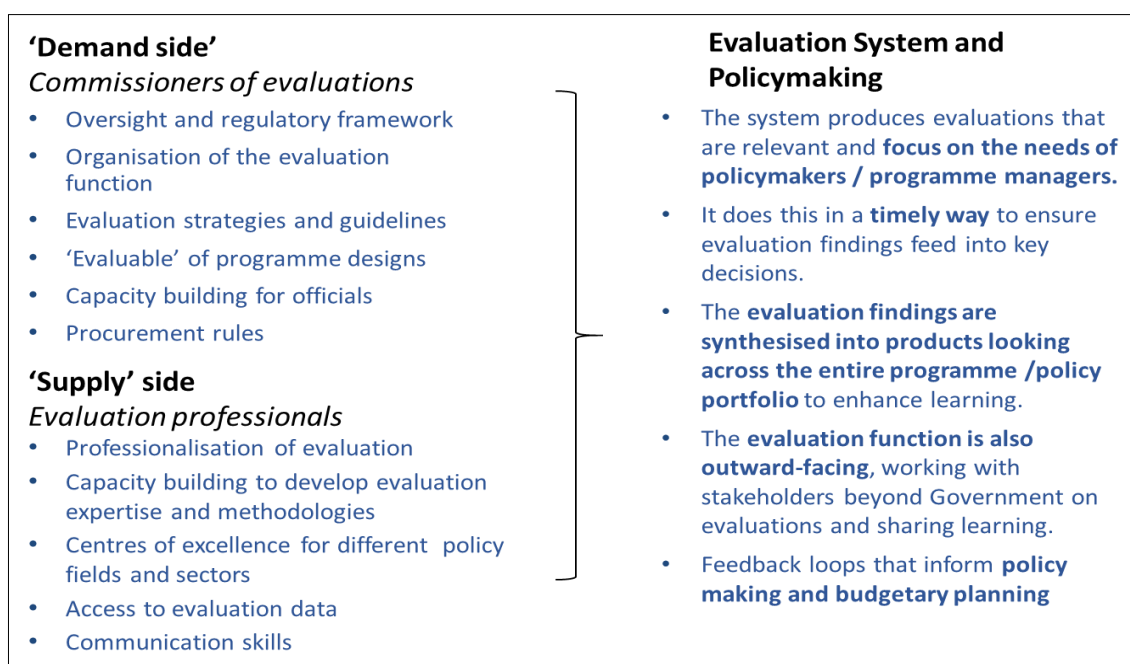 ‘Demand side’
Commissioners of evaluations
• Oversight and regulatory framework
• Organisation of the evaluation
function
• Evaluation strategies and guidelines
• ‘Evaluable’ of programme designs
• Capacity building for officials
• Procurement rules
‘Supply’ side
Evaluation professionals
• Professionalisation of evaluation
• Capacity building to develop evaluation
expertise and methodologies
• Centres of excellence for different policy
fields and sectors
• Access to evaluation data
• Communication skills
Evaluation System and
Policymaking
• The system produces evaluations that
are relevant and focus on the needs of
policymakers / programme managers.
• It does this in a timely way to ensure
evaluation findings feed into key
decisions.
• The evaluation findings are
synthesised into products looking
across the entire programme /policy
portfolio to enhance learning.
• The evaluation function is also
outward-facing, working with
stakeholders beyond Government on
evaluations and sharing learning.
• Feedback loops that inform policy
making and budgetary planning